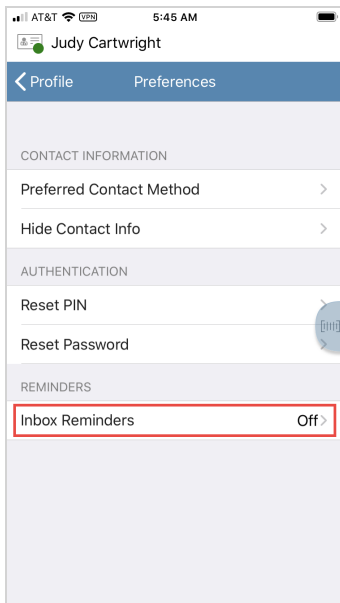 AT&T VPN 5:45 AM
Judy Cartwright
Profile Preferences
CONTACT INFORMATION
Preferred Contact Method
Hide Contact Info
AUTHENTICATION
Reset PIN
Reset Password
REMINDERS
Inbox Reminders Off